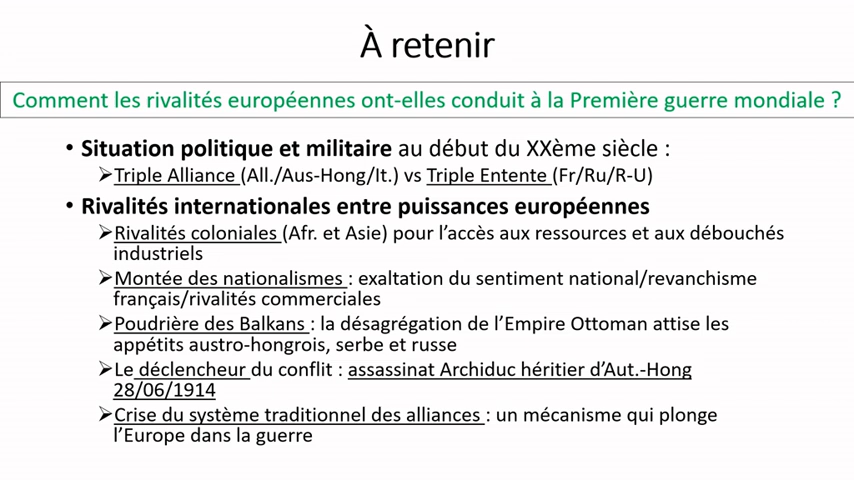 À retenir
Comment les rivalités européennes ont-elles conduit à la Première guerre mondiale ?
• Situation politique et militaire au début du XXème siècle :
➢Triple Alliance (All./Aus-Hong/It.) vs Triple Entente (Fr/Ru/R-U)
• Rivalités internationales entre puissances européennes
➢Rivalités coloniales (Afr. et Asie) pour l’accès aux ressources et aux débouchés
industriels
➢Montée des nationalismes : exaltation du sentiment national/revanchisme
français/rivalités commerciales
➢Poudrière des Balkans : la désagrégation de l’Empire Ottoman attise les
appétits austro-hongrois, serbe et russe
➢Le déclencheur du conflit : assassinat Archiduc héritier d’Aut.-Hong
28/06/1914
➢Crise du système traditionnel des alliances : un mécanisme qui plonge
l’Europe dans la guerre